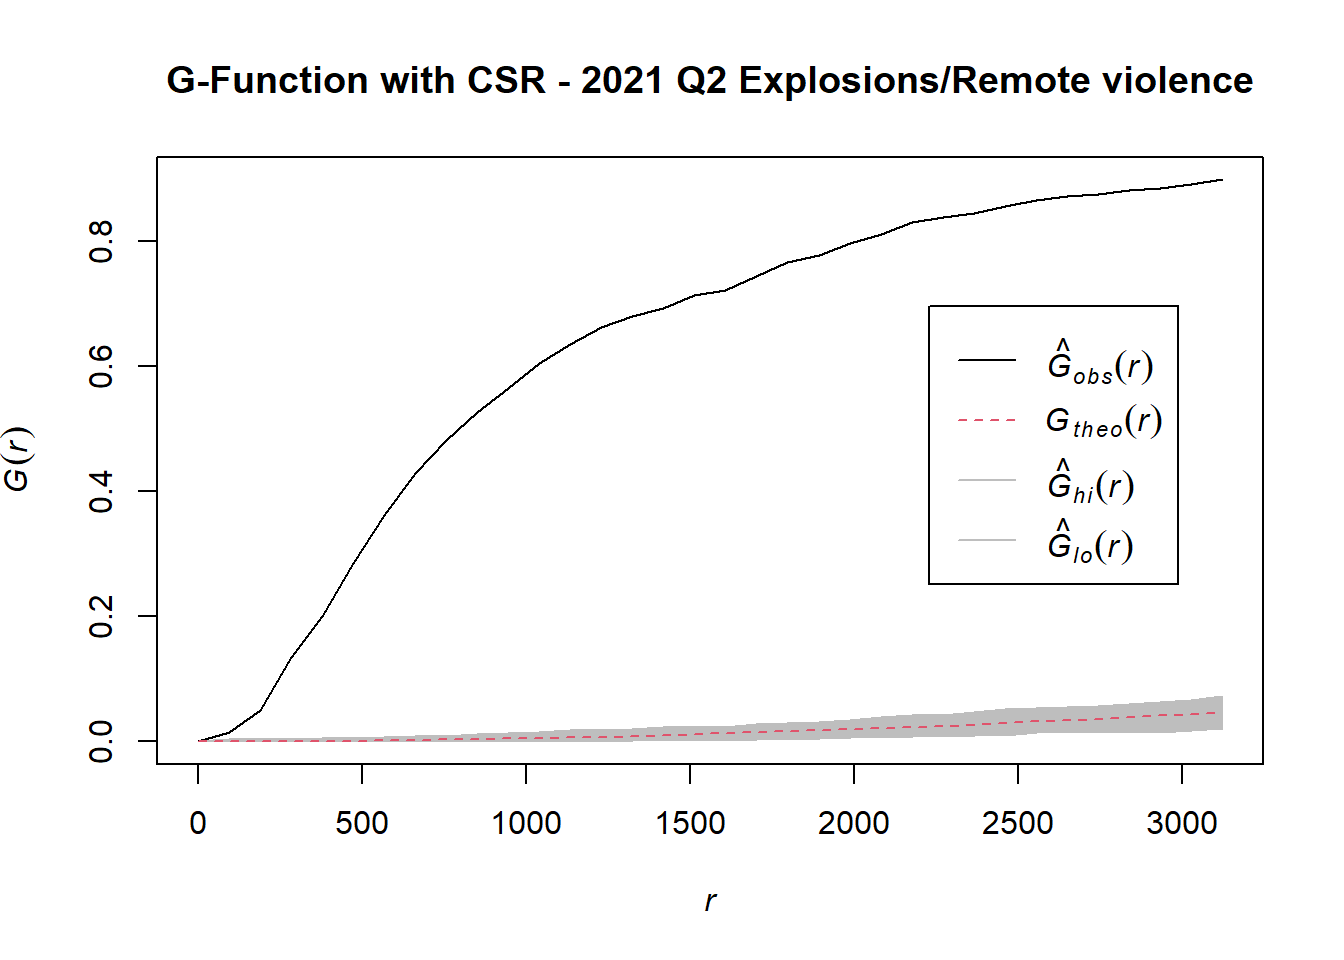 G-Function with CSR - 2021 Q2 Explosions/Remote violence
G(r)
0.8
0.6
0.4
0.2
0.0
Ĝobs(r)
Gtheo(r)
Ĝhi(r)
Ĝlo(r)
0 500 1000 1500 2000 2500 3000
r